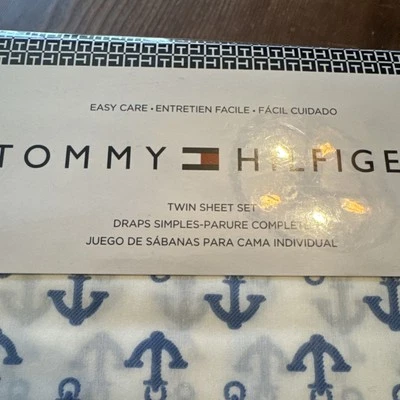 EASY CARE • ENTRETIEN FACILE • FÁCIL CUIDADO
TOMMY HILFIGE
TWIN SHEET SET
DRAPS SIMPLES-PARURE COMPLÈTE
JUEGO DE SÁBANAS PARA CAMA INDIVIDUAL